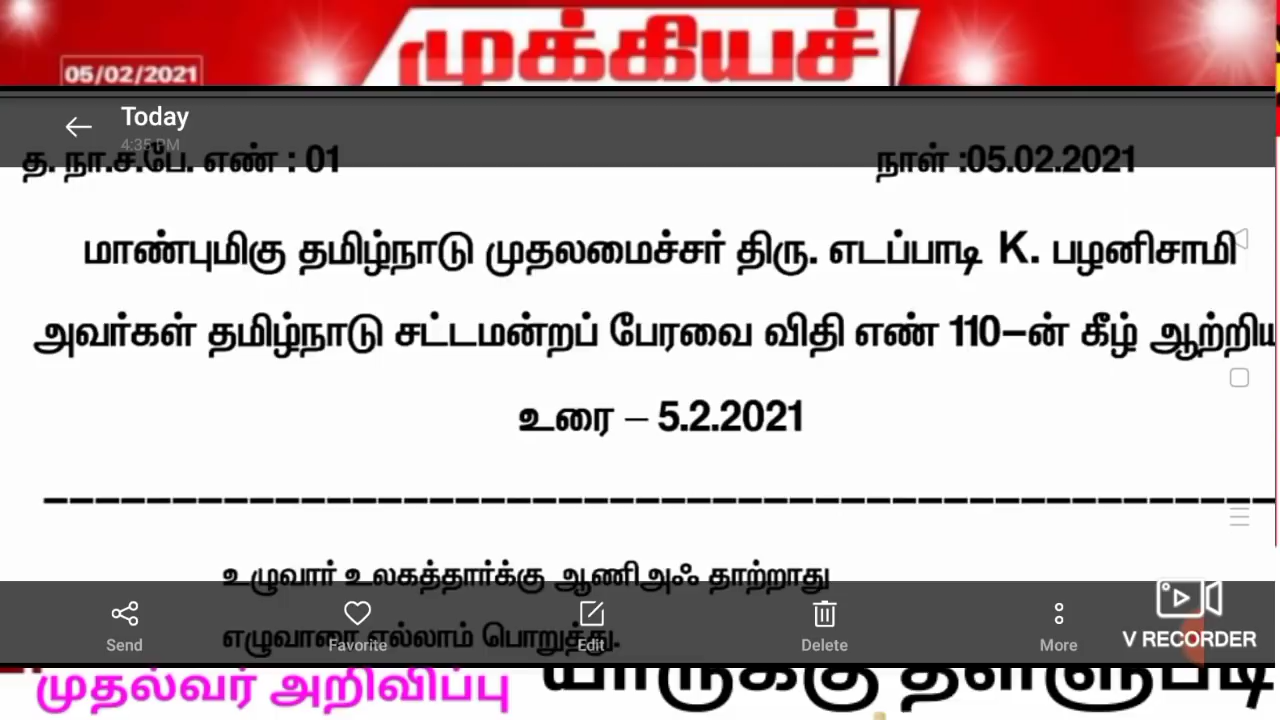 முக்கியச்
05/02/2021
Today
4:35 PM
த. நா.ச.பே. எண் : 01 நாள் :05.02.2021
மாண்புமிகு தமிழ்நாடு முதலமைச்சர் திரு. எடப்பாடி K. பழனிசாமி
அவர்கள் தமிழ்நாடு சட்டமன்றப் பேரவை விதி எண் 110–ன் கீழ் ஆற்றிய
உரை – 5.2.2021
உழுவார் உலகத்தார்க்கு ஆணிஅஃ தாற்றாது
எழுவாரை எல்லாம் பொறுத்து.
Send Favorite Edit Delete More
V RECORDER
முதல்வர் அறிவிப்பு யாருக்கு தள்ளுபடி